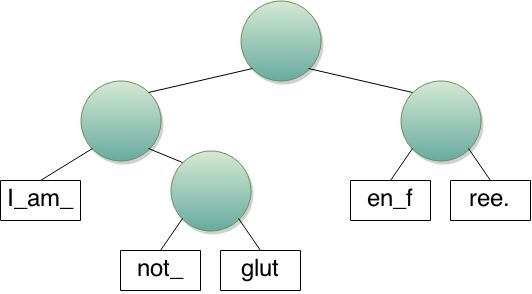 I_am_
not_
glut
en_f
ree.